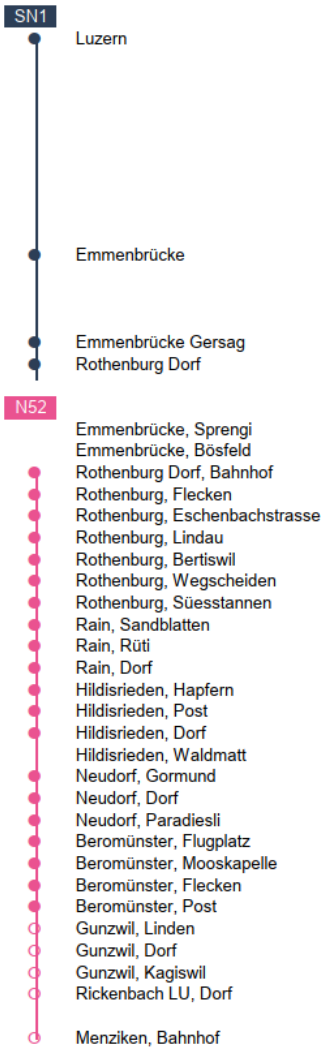 SN1
Luzern
Emmenbrücke
Emmenbrücke Gersag
Rothenburg Dorf
N52
Emmenbrücke, Sprengi
Emmenbrücke, Bösfeld
Rothenburg Dorf, Bahnhof
Rothenburg, Flecken
Rothenburg, Eschenbachstrasse
Rothenburg, Lindau
Rothenburg, Bertiswil
Rothenburg, Wegscheiden
Rothenburg, Süesstannen
Rain, Sandblatten
Rain, Rüti
Rain, Dorf
Hildisrieden, Hapfern
Hildisrieden, Post
Hildisrieden, Dorf
Hildisrieden, Waldmatt
Neudorf, Gormund
Neudorf, Dorf
Neudorf, Paradiesli
Beromünster, Flugplatz
Beromünster, Mooskapelle
Beromünster, Flecken
Beromünster, Post
Gunzwil, Linden
Gunzwil, Dorf
Gunzwil, Kagiswil
Rickenbach LU, Dorf
Menziken, Bahnhof